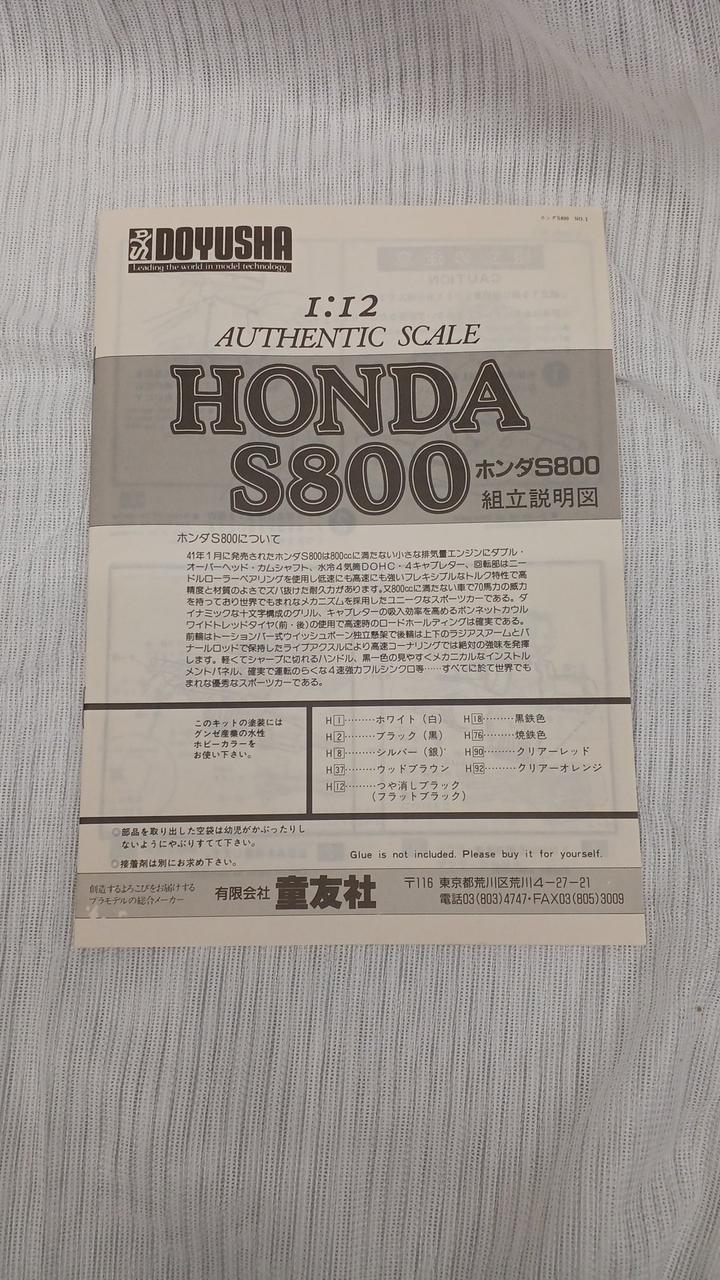 ホンダS800 NO.1
DOYUSHA
Leading the world in model technology
1:12
AUTHENTIC SCALE
HONDA
S800
ホンダS800
組立説明図
ホンダS800について
41年1月に発売されたホンダS800は800ccに満たない小さな排気量エンジンにダブル・
オーバーヘッド・カムシャフト、水冷4気筒DOHC・4キャブレター、回転部はニー
ドルローラーベアリングを使用し低速にも高速にも強いフレキシブルなトルク特性で高
精度と材質のよさでズバ抜けた耐久力があります。又800ccに満たない車で70馬力の威力
を持っており世界でもまれなメカニズムを採用したユニークなスポーツカーである。ダ
イナミックな十文字構成のグリル、キャブレターの吸入効率を高めるボンネットカウル
ワイドトレッドタイヤ(前・後)の使用で高速時のロードホールディングは確実である。
前輪はトーションバー式ウイッシュボーン独立懸架で後輪は上下のラジアスアームとパ
ナールロッドで保持したライブアクスルにより高速コーナリングでは絶対の強味を発揮
します。軽くてシャープに切れるハンドル、黒一色の見やすくメカニカルなインストル
メントパネル、確実で運転のらくな4速強力フルシンクロ等……すべてに於て世界でも
まれな優秀なスポーツカーである。
このキットの塗装には
グンゼ産業の水性
ホビーカラーを
お使い下さい。
H1………ホワイト（白）
H2………ブラック（黒）
H8………シルバー（銀）
H37………ウッドブラウン
H12………つや消しブラック
（フラットブラック）
H18………黒鉄色
H76………焼鉄色
H90………クリアーレッド
H92………クリアーオレンジ
◎部品を取り出した空袋は幼児がかぶったりし
ないようにやぶりすてて下さい。
◎接着剤は別にお求め下さい。
Glue is not included. Please buy it for yourself.
創造するよろこびをお届けする
プラモデルの総合メーカー
有限会社 童友社
〒116 東京都荒川区荒川4-27-21
電話03(803)4747・FAX03(805)3009